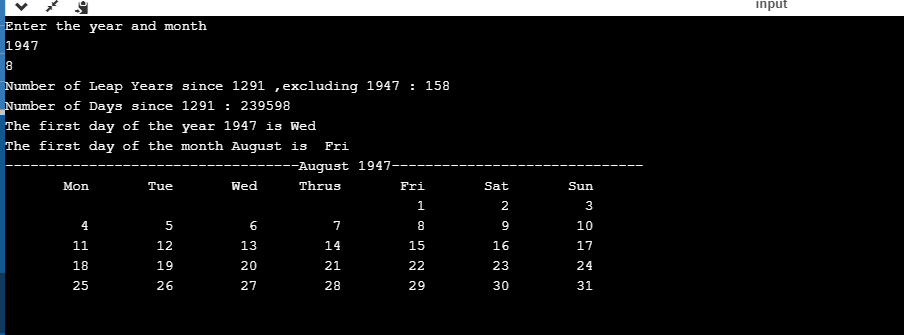 input
Enter the year and month
1947
8
Number of Leap Years since 1291 ,excluding 1947 : 158
Number of Days since 1291 : 239598
The first day of the year 1947 is Wed
The first day of the month August is  Fri
-----------------------------------August 1947------------------------------
Mon Tue Wed Thrus Fri Sat Sun
1 2 3
4 5 6 7 8 9 10
11 12 13 14 15 16 17
18 19 20 21 22 23 24
25 26 27 28 29 30 31